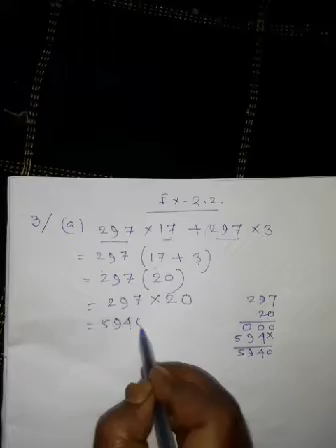 Ex-2.2.
3/ (a) 297 × 17 + 297 × 3
= 297 (17 + 3)
= 297 (20)
= 297 × 20
= 5940
297
20
000
594×
5940